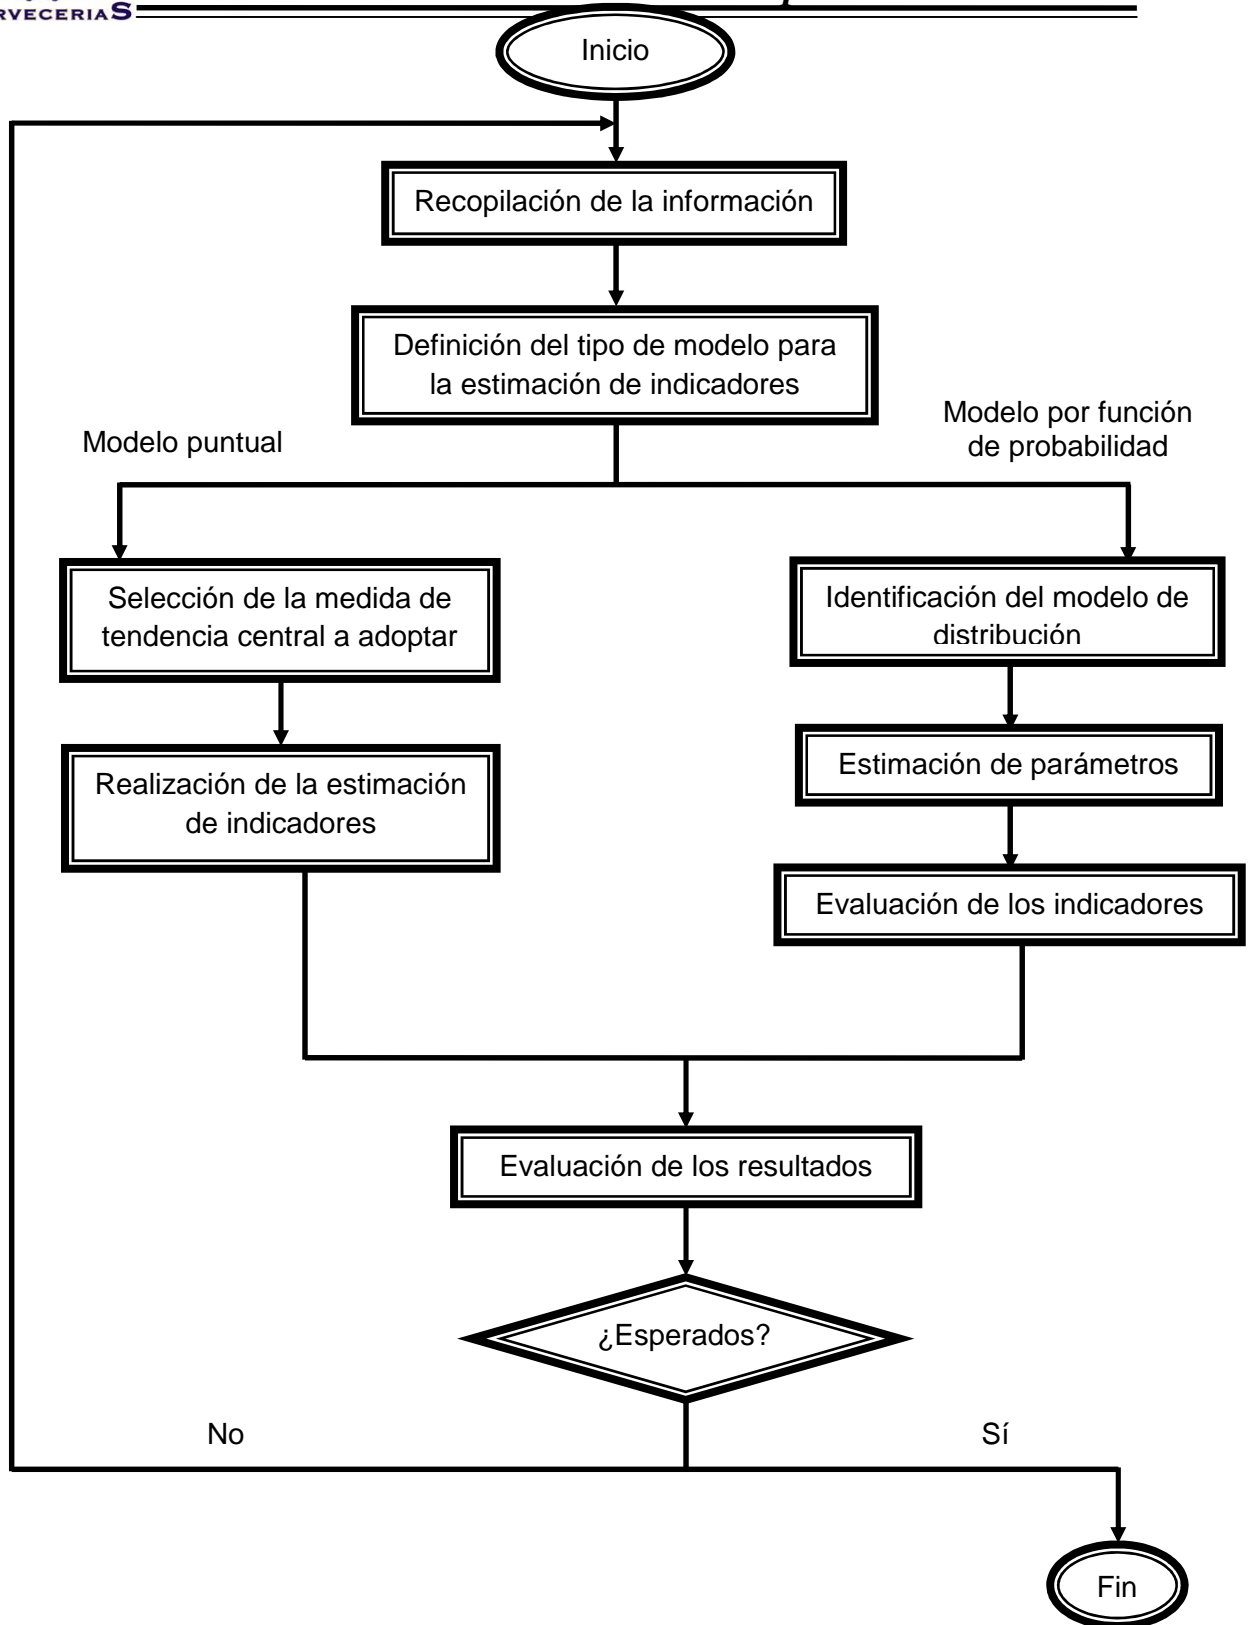 RVECERIAS
Inicio
Recopilación de la información
Definición del tipo de modelo para
la estimación de indicadores
Modelo puntual
Modelo por función
de probabilidad
Selección de la medida de
tendencia central a adoptar
Identificación del modelo de
distribución
Realización de la estimación
de indicadores
Estimación de parámetros
Evaluación de los indicadores
Evaluación de los resultados
¿Esperados?
No
Sí
Fin